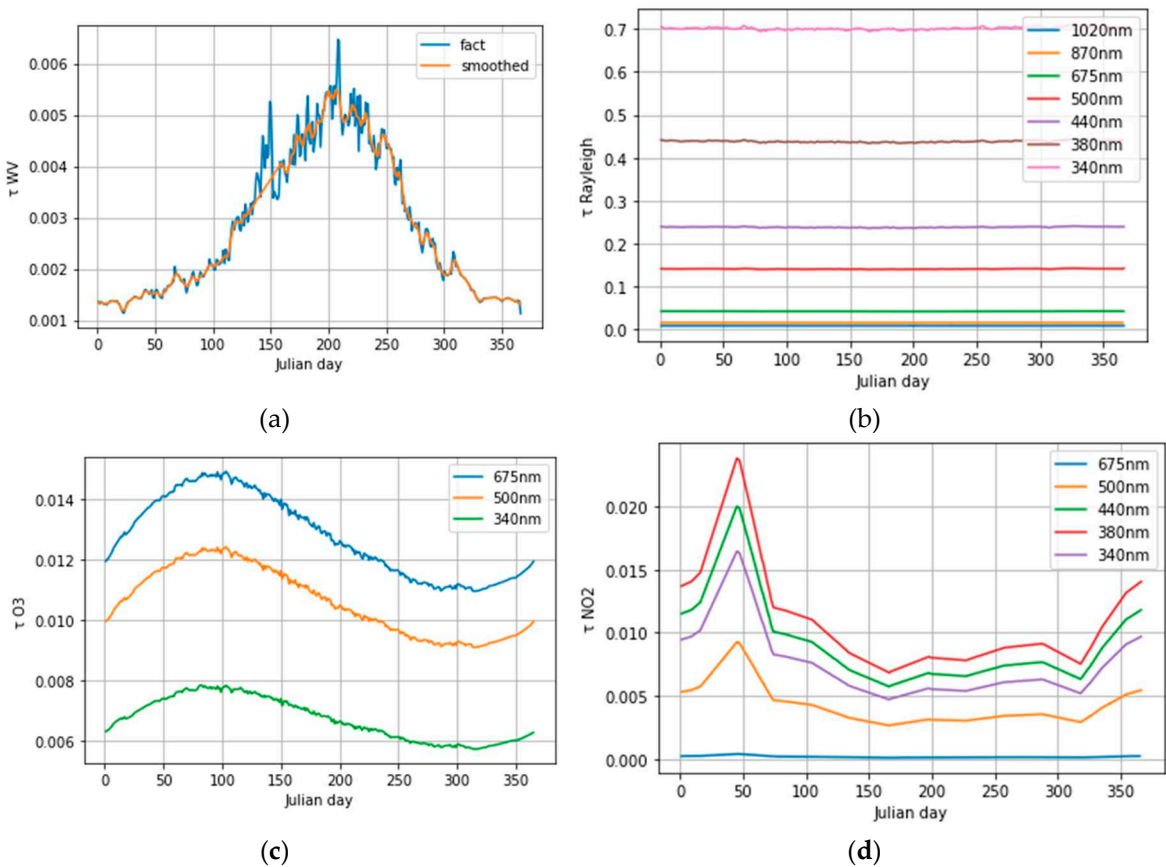 fact
smoothed
0.006
0.005
0.004
0.003
0.002
0.001
τ WV
0 50 100 150 200 250 300 350
Julian day
(a)
1020nm
870nm
675nm
500nm
440nm
380nm
340nm
0.7
0.6
0.5
0.4
0.3
0.2
0.1
0.0
τ Rayleigh
0 50 100 150 200 250 300 350
Julian day
(b)
675nm
500nm
340nm
0.014
0.012
0.010
0.008
0.006
τ O3
0 50 100 150 200 250 300 350
Julian day
(c)
675nm
500nm
440nm
380nm
340nm
0.020
0.015
0.010
0.005
0.000
τ NO2
0 50 100 150 200 250 300 350
Julian day
(d)